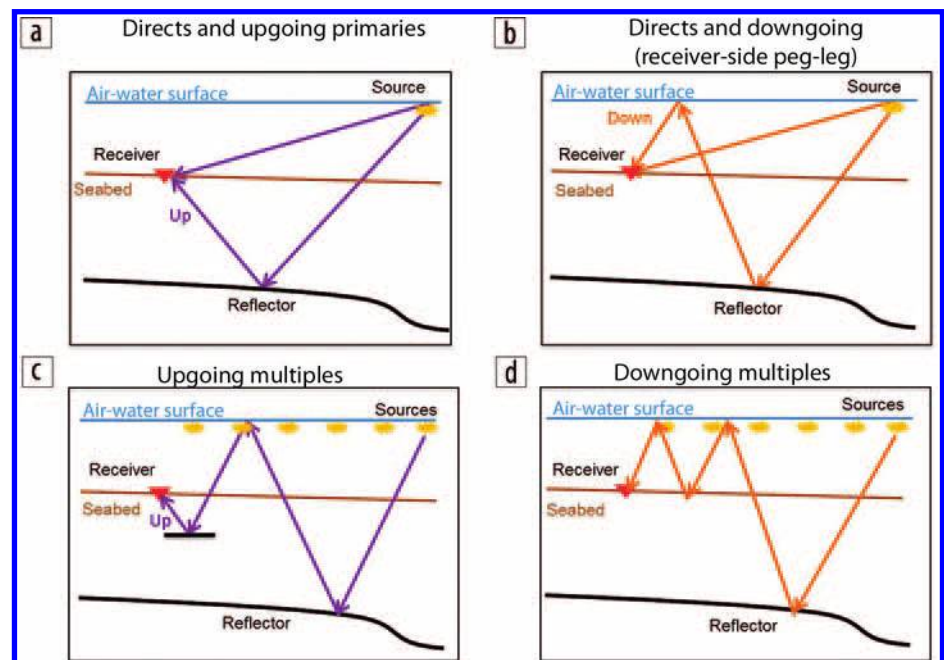 a
Directs and upgoing primaries
Air-water surface
Source
Receiver
Seabed
Up
Reflector
b
Directs and downgoing
(receiver-side peg-leg)
Air-water surface
Source
Down
Receiver
Seabed
Reflector
c
Upgoing multiples
Air-water surface
Sources
Receiver
Seabed
Up
Reflector
d
Downgoing multiples
Air-water surface
Sources
Receiver
Seabed
Reflector